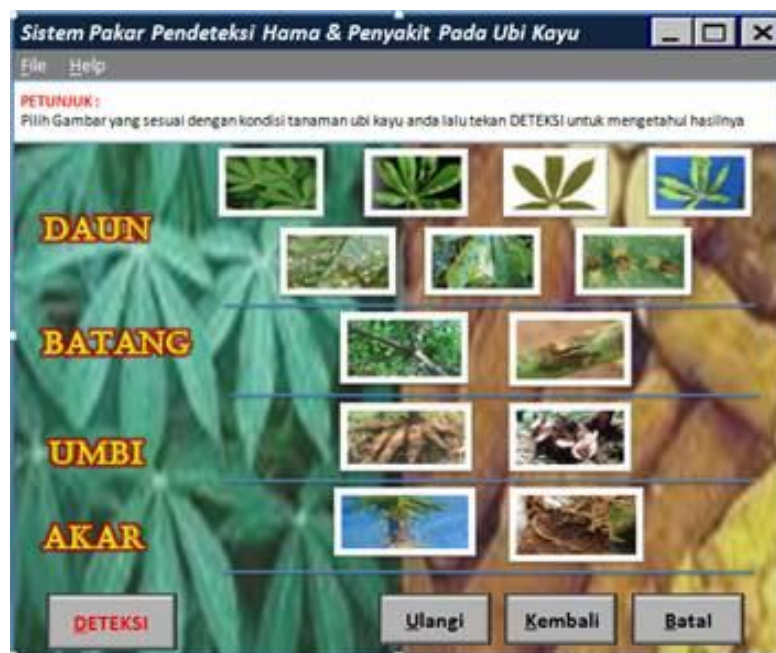 Sistem Pakar Pendeteksi Hama & Penyakit Pada Ubi Kayu
File Help
PETUNJUK :
Pilih Gambar yang sesuai dengan kondisi tanaman ubi kayu anda lalu tekan DETEKSI untuk mengetahui hasilnya
DAUN
BATANG
UMBI
AKAR
DETEKSI Ulangi Kembali Batal